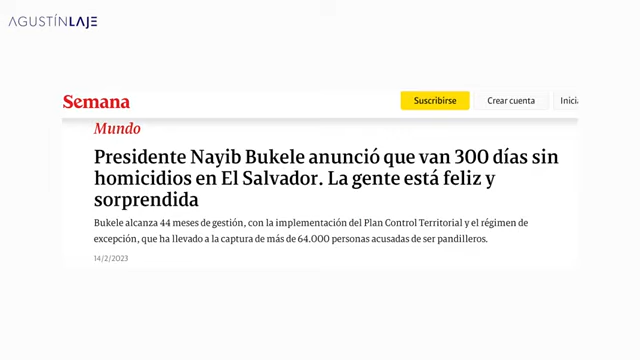 AGUSTÍNLAJE
Semana
Suscribirse
Crear cuenta
Inicia
Mundo
Presidente Nayib Bukele anunció que van 300 días sin
homicidios en El Salvador. La gente está feliz y
sorprendida
Bukele alcanza 44 meses de gestión, con la implementación del Plan Control Territorial y el régimen de
excepción, que ha llevado a la captura de más de 64.000 personas acusadas de ser pandilleros.
14/2/2023